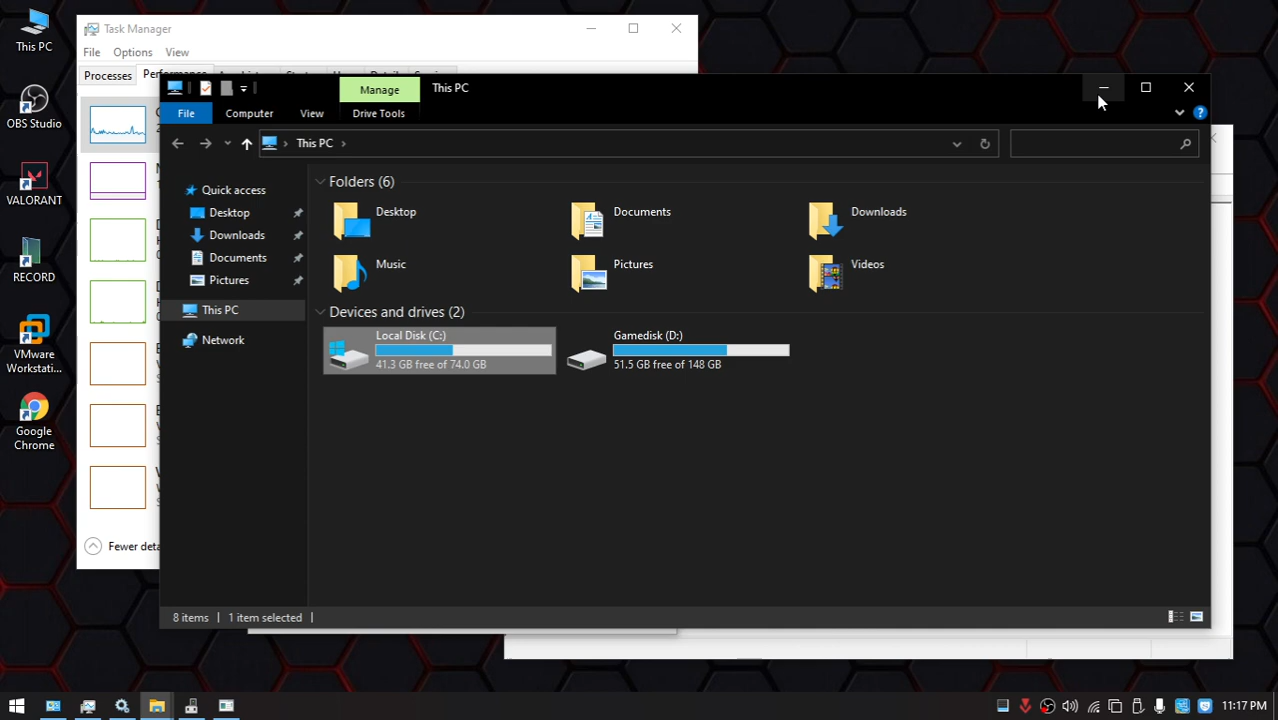 This PC
OBS Studio
VALORANT
RECORD
VMware
Workstati...
Google
Chrome
Task Manager
File Options View
Processes
Manage This PC
File Computer View Drive Tools
This PC
Quick access
Desktop
Downloads
Documents
Pictures
This PC
Network
Folders (6)
Desktop Documents Downloads
Music Pictures Videos
Devices and drives (2)
Local Disk (C:)
41.3 GB free of 74.0 GB
Gamedisk (D:)
51.5 GB free of 148 GB
Fewer deta
8 items 1 item selected
11:17 PM